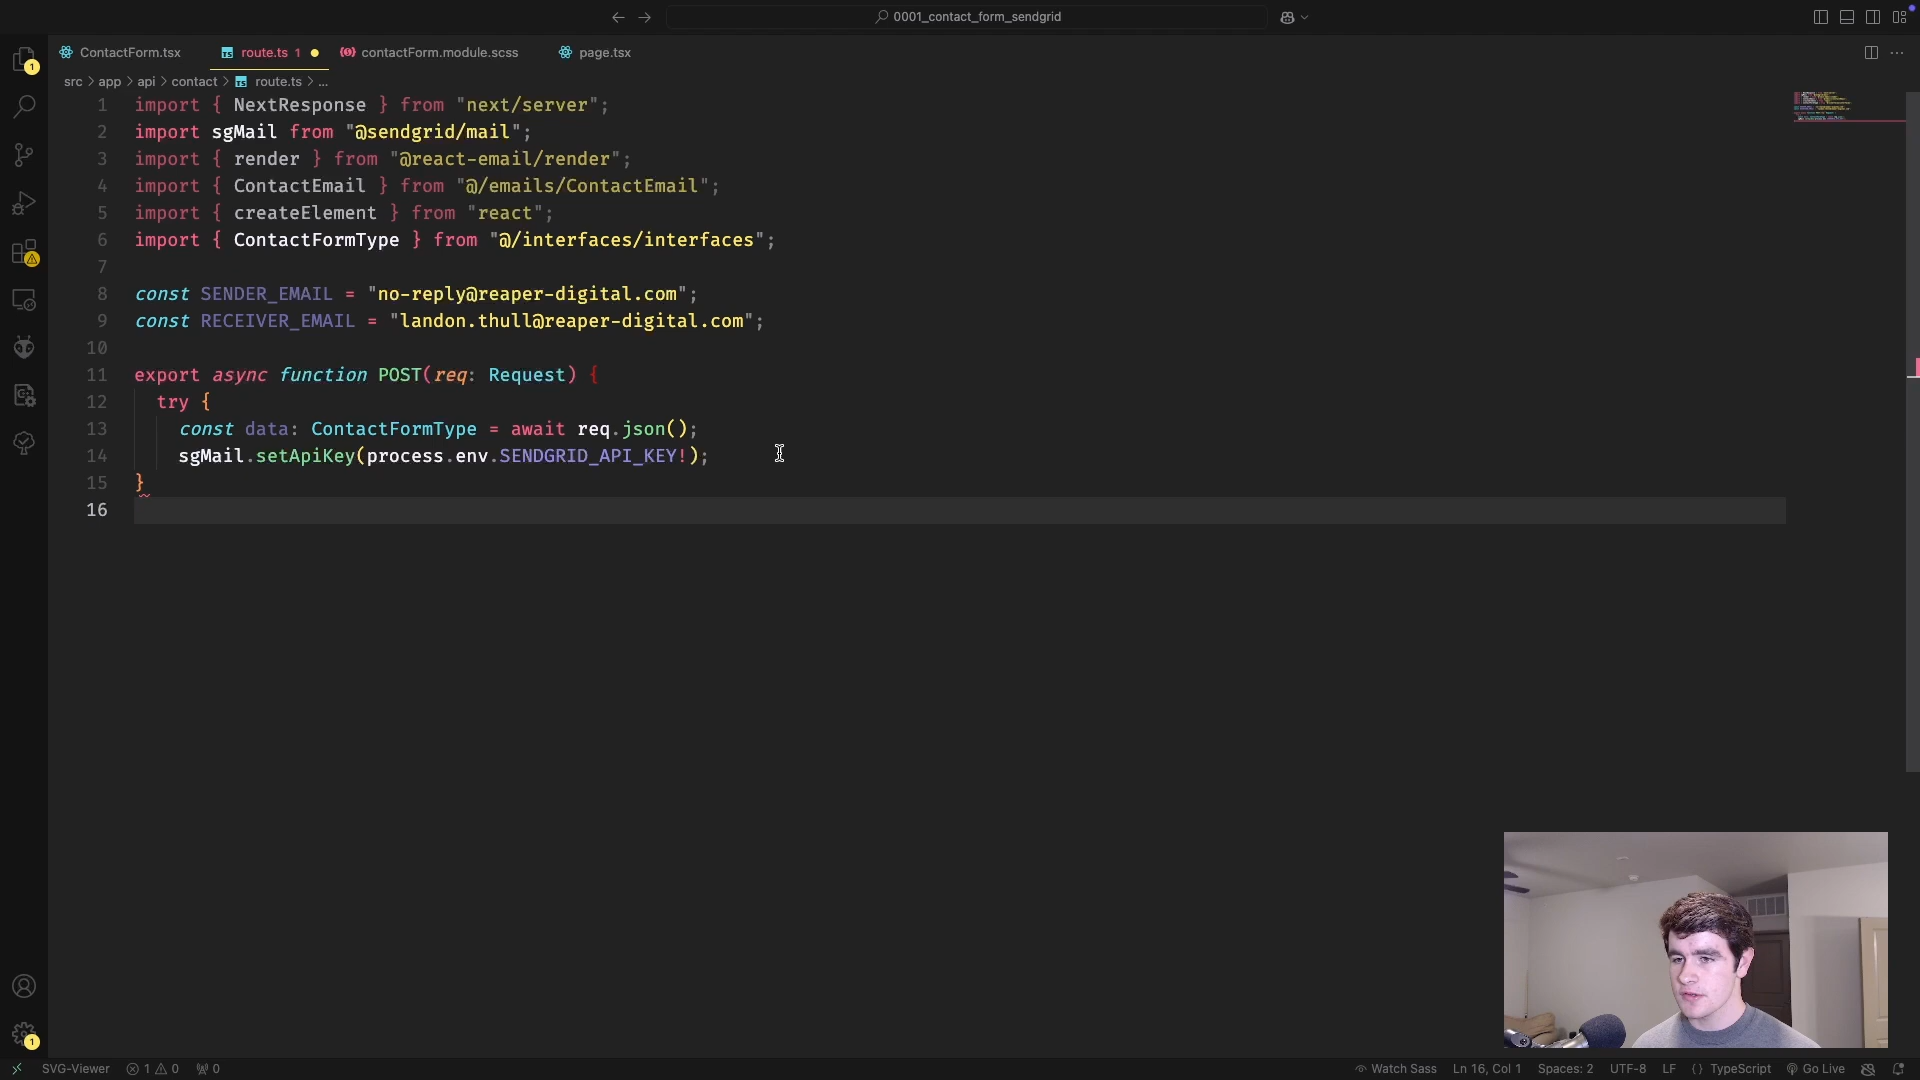 0001_contact_form_sendgrid
ContactForm.tsx
TS route.ts 1
contactForm.module.scss
page.tsx
1
src > app > api > contact > TS route.ts > ...
1 import { NextResponse } from "next/server";
2 import sgMail from "@sendgrid/mail";
3 import { render } from "@react-email/render";
4 import { ContactEmail } from "@/emails/ContactEmail";
5 import { createElement } from "react";
6 import { ContactFormType } from "@/interfaces/interfaces";
7
8 const SENDER_EMAIL = "no-reply@reaper-digital.com";
9 const RECEIVER_EMAIL = "landon.thull@reaper-digital.com";
10
11 export async function POST(req: Request) {
12 try {
13 const data: ContactFormType = await req.json();
14 sgMail.setApiKey(process.env.SENDGRID_API_KEY!);
15 }
16
1
SVG-Viewer 1 0 0 Watch Sass Ln 16, Col 1 Spaces: 2 UTF-8 LF { } TypeScript Go Live